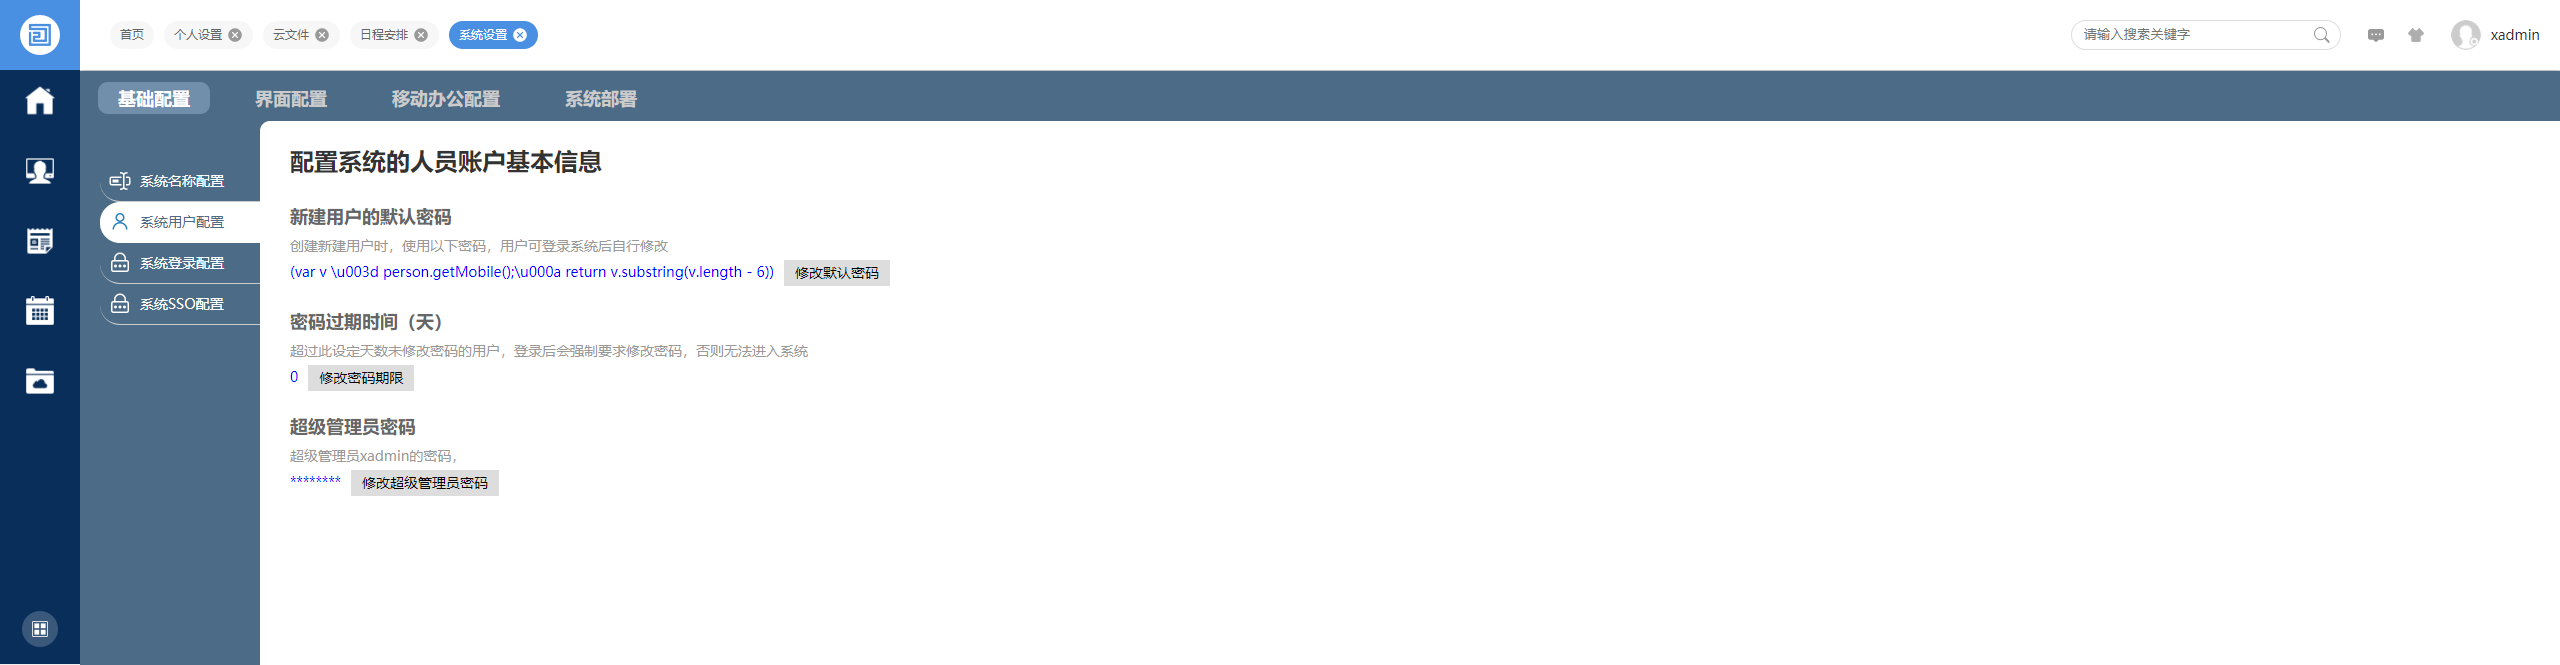 首页 个人设置 云文件 日程安排 系统设置 请输入搜索关键字 xadmin
基础配置 界面配置 移动办公配置 系统部署
系统名称配置
系统用户配置
系统登录配置
系统SSO配置
配置系统的人员账户基本信息
新建用户的默认密码
创建新建用户时，使用以下密码，用户可登录系统后自行修改
(var v \u003d person.getMobile();\u000a return v.substring(v.length - 6)) 修改默认密码
密码过期时间（天）
超过此设定天数未修改密码的用户，登录后会强制要求修改密码，否则无法进入系统
0 修改密码期限
超级管理员密码
超级管理员xadmin的密码，
******** 修改超级管理员密码